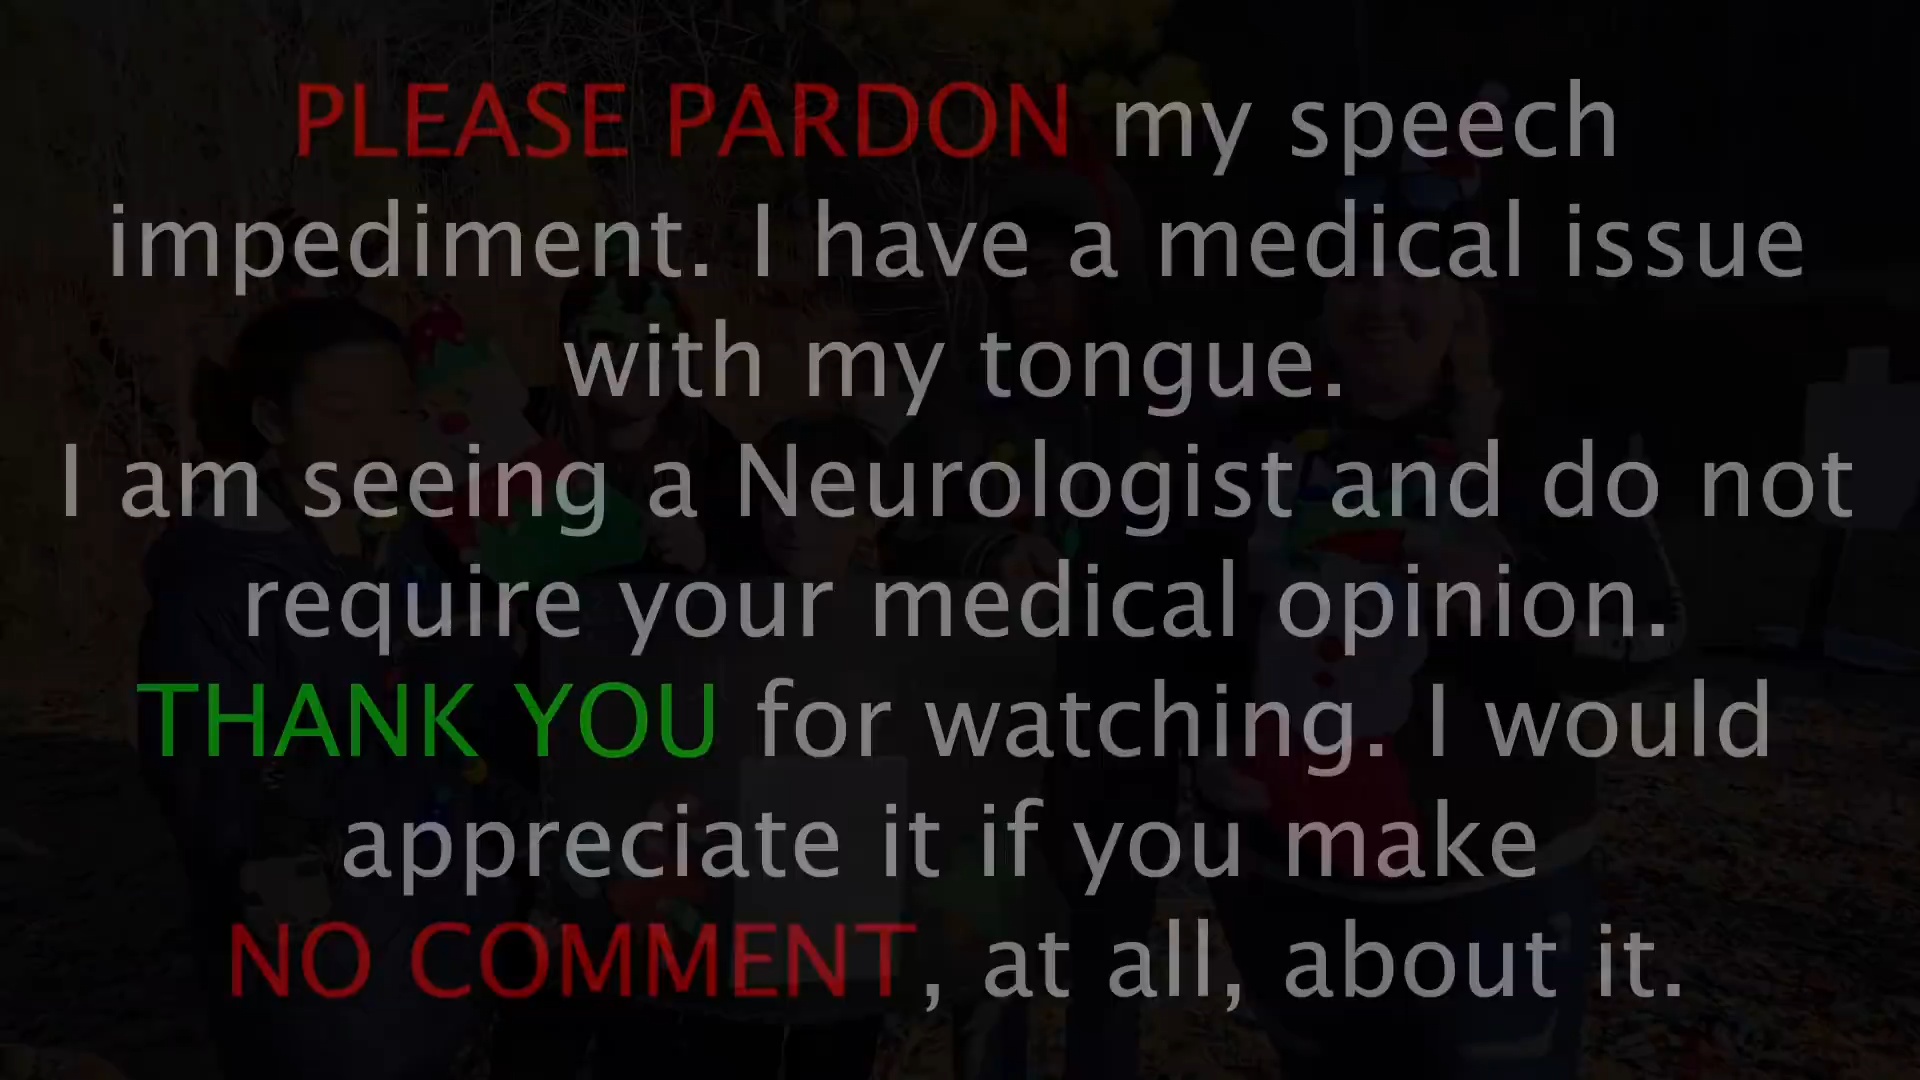 PLEASE PARDON my speech
impediment. I have a medical issue
with my tongue.
I am seeing a Neurologist and do not
require your medical opinion.
THANK YOU for watching. I would
appreciate it if you make
NO COMMENT, at all, about it.